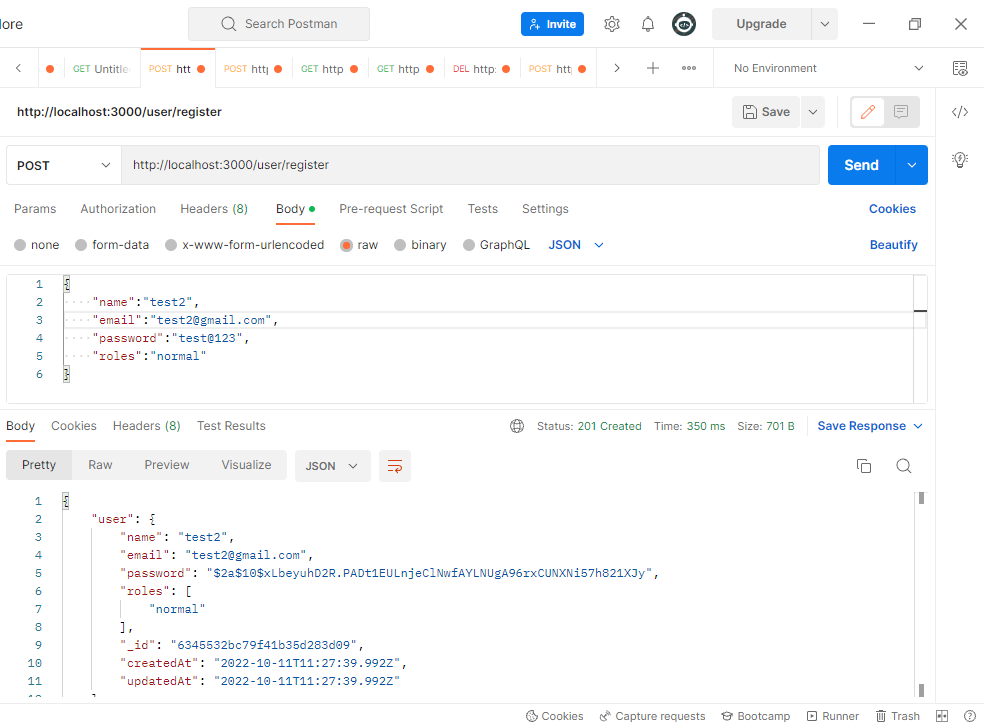 lore
Search Postman
Invite
Upgrade
GET Untitle
POST htt
POST http
GET http
GET http
DEL http:
POST htt
No Environment
http://localhost:3000/user/register
Save
POST
http://localhost:3000/user/register
Send
Params Authorization Headers (8) Body Pre-request Script Tests Settings Cookies
none form-data x-www-form-urlencoded raw binary GraphQL JSON Beautify
1 {
2 "name":"test2",
3 "email":"test2@gmail.com",
4 "password":"test@123",
5 "roles":"normal"
6 }
Body Cookies Headers (8) Test Results Status: 201 Created Time: 350 ms Size: 701 B Save Response
Pretty Raw Preview Visualize JSON
1 {
2 "user": {
3 "name": "test2",
4 "email": "test2@gmail.com",
5 "password": "$2a$10$xLbeyuhD2R.PADt1EULnjeClNwfAYLNUgA96rxCUNXNi57h821XJy",
6 "roles": [
7 "normal"
8 ],
9 "_id": "6345532bc79f41b35d283d09",
10 "createdAt": "2022-10-11T11:27:39.992Z",
11 "updatedAt": "2022-10-11T11:27:39.992Z"
Cookies Capture requests Bootcamp Runner Trash